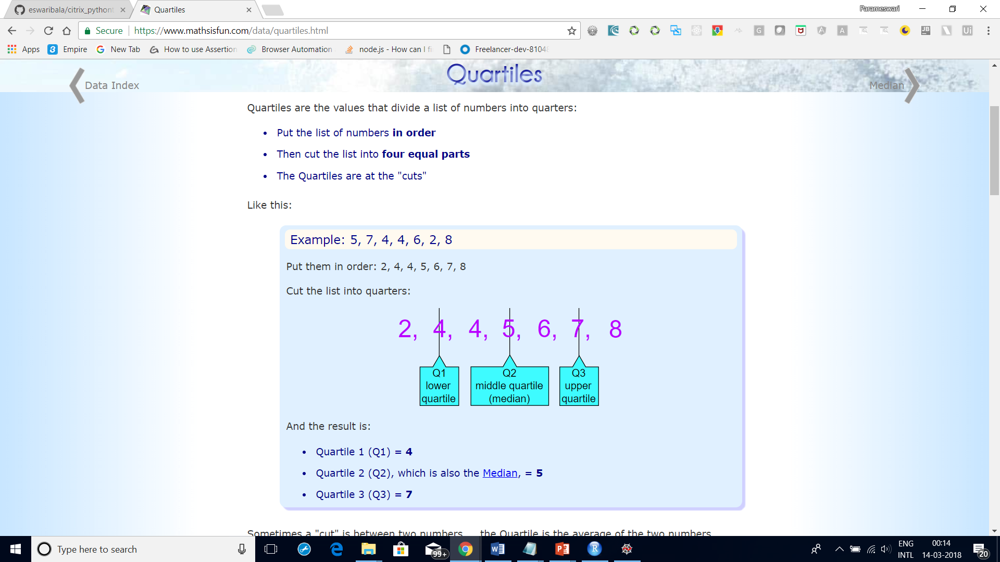 eswaribala/citrix_python
Quartiles
Parameswari
Secure
https://www.mathsisfun.com/data/quartiles.html
Apps
Empire
New Tab
How to use Assertion
Browser Automation
node.js - How can I fi
Freelancer-dev-8104
Data Index
Quartiles
Median
Quartiles are the values that divide a list of numbers into quarters:
• Put the list of numbers in order
• Then cut the list into four equal parts
• The Quartiles are at the "cuts"
Like this:
Example: 5, 7, 4, 4, 6, 2, 8
Put them in order: 2, 4, 4, 5, 6, 7, 8
Cut the list into quarters:
2, 4, 4, 5, 6, 7, 8
Q1
lower
quartile
Q2
middle quartile
(median)
Q3
upper
quartile
And the result is:
• Quartile 1 (Q1) = 4
• Quartile 2 (Q2), which is also the Median, = 5
• Quartile 3 (Q3) = 7
Sometimes a "cut" is between two numbers ... the Quartile is the average of the two numbers.
Type here to search
99+
ENG
INTL
00:14
14-03-2018
20